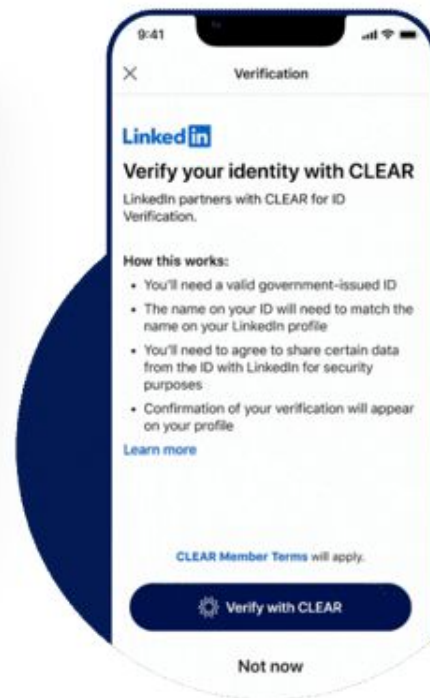 9:41
Verification
Linked in
Verify your identity with CLEAR
LinkedIn partners with CLEAR for ID
Verification.
How this works:
• You'll need a valid government-issued ID
• The name on your ID will need to match the
name on your LinkedIn profile
• You'll need to agree to share certain data
from the ID with LinkedIn for security
purposes
• Confirmation of your verification will appear
on your profile
Learn more
CLEAR Member Terms will apply.
Verify with CLEAR
Not now